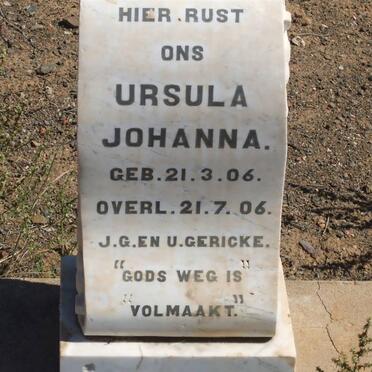 HIER RUST
ONS
URSULA
JOHANNA.
GEB. 21. 3. 06.
OVERL. 21. 7. 06.
J.G. EN U. GERICKE.
"GODS WEG IS"
"VOLMAAKT."